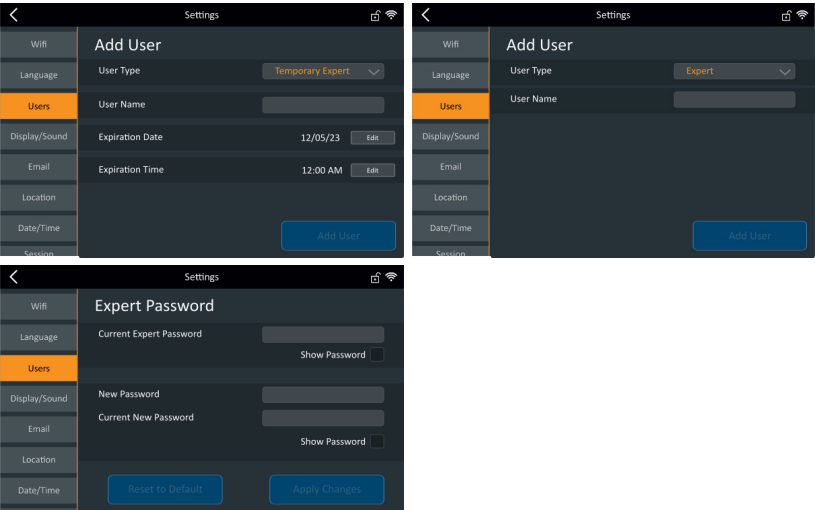 Settings
Wifi
Add User
Language
User Type
Temporary Expert
Users
User Name
Display/Sound
Expiration Date
12/05/23
Edit
Email
Expiration Time
12:00 AM
Edit
Location
Date/Time
Add User
Session
Settings
Wifi
Add User
Language
User Type
Expert
Users
User Name
Display/Sound
Email
Location
Date/Time
Add User
Session
Settings
Wifi
Expert Password
Language
Current Expert Password
Show Password
Users
Display/Sound
New Password
Current New Password
Email
Show Password
Location
Date/Time
Reset to Default
Apply Changes